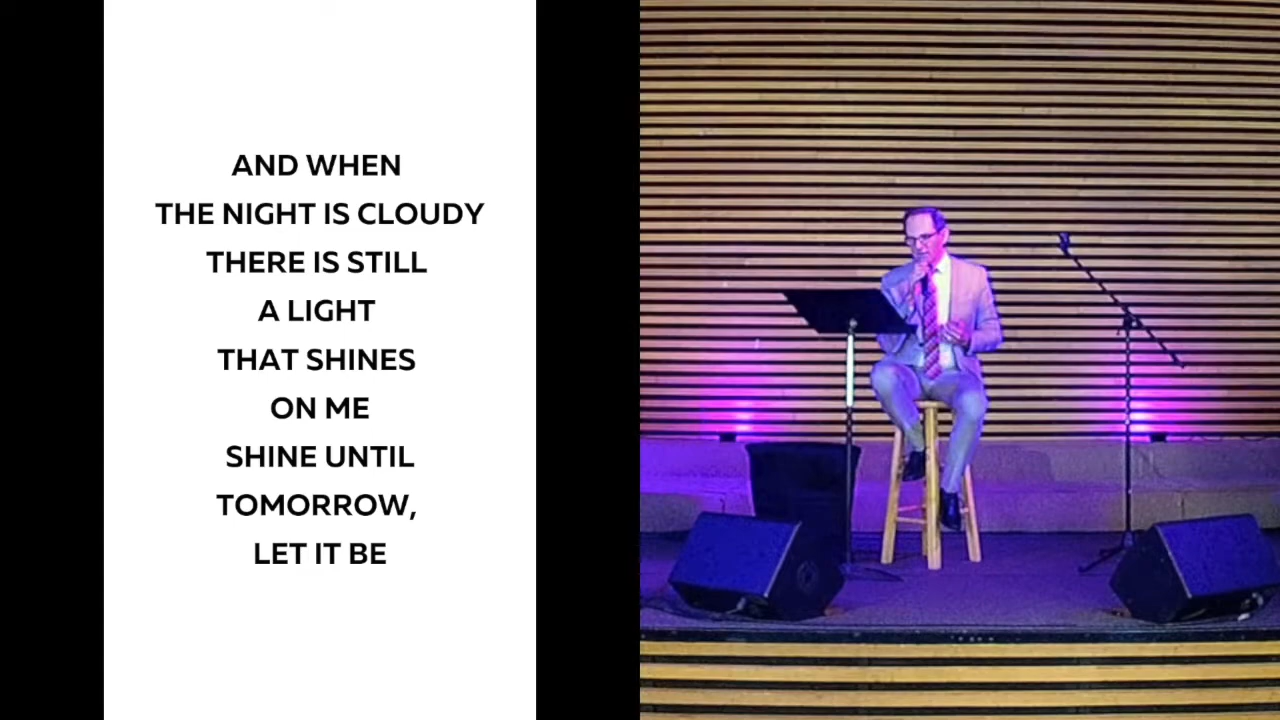 AND WHEN
THE NIGHT IS CLOUDY
THERE IS STILL
A LIGHT
THAT SHINES
ON ME
SHINE UNTIL
TOMORROW,
LET IT BE